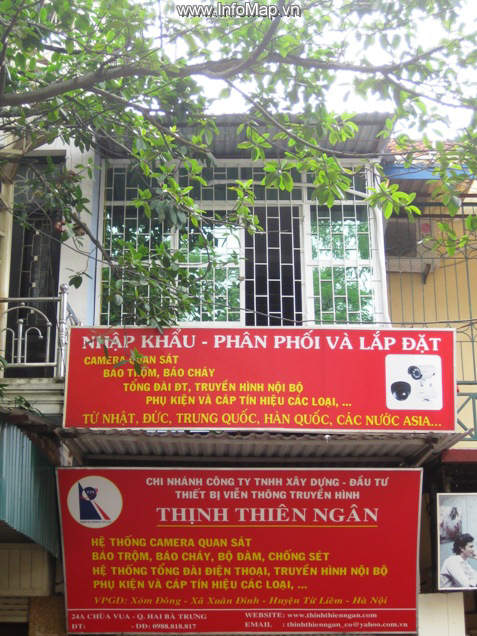 www.InfoMap.vn
NHẬP KHẨU - PHÂN PHỐI VÀ LẮP ĐẶT
CAMERA QUAN SÁT
BÁO TRỘM, BÁO CHÁY
TỔNG ĐÀI ĐT, TRUYỀN HÌNH NỘI BỘ
PHỤ KIỆN VÀ CÁP TÍN HIỆU CÁC LOẠI, ...
TỪ NHẬT, ĐỨC, TRUNG QUỐC, HÀN QUỐC, CÁC NƯỚC ASIA...
CHI NHÁNH CÔNG TY TNHH XÂY DỰNG - ĐẦU TƯ
THIẾT BỊ VIỄN THÔNG TRUYỀN HÌNH
THỊNH THIÊN NGÂN
HỆ THỐNG CAMERA QUAN SÁT
BÁO TRỘM, BÁO CHÁY, BỘ ĐÀM, CHỐNG SÉT
HỆ THỐNG TỔNG ĐÀI ĐIỆN THOẠI, TRUYỀN HÌNH NỘI BỘ
PHỤ KIỆN VÀ CÁP TÍN HIỆU CÁC LOẠI, ...
VPGD: Xóm Đông - Xã Xuân Đỉnh - Huyện Từ Liêm - Hà Nội
24A CHÙA VUA - Q. HAI BÀ TRƯNG WEBSITE: www.thinhthienngan.com
ĐT: - DĐ: 0988.818.817 EMAIL : thinhthienngan_co@yahoo.com.vn